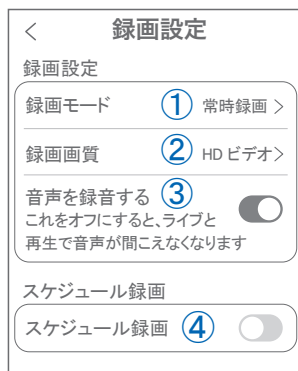 < 録画設定
録画設定
録画モード ① 常時録画 >
録画画質 ② HD ビデオ>
音声を録音する ③
これをオフにすると、ライブと
再生で音声が聞こえなくなります
スケジュール録画
スケジュール録画 ④